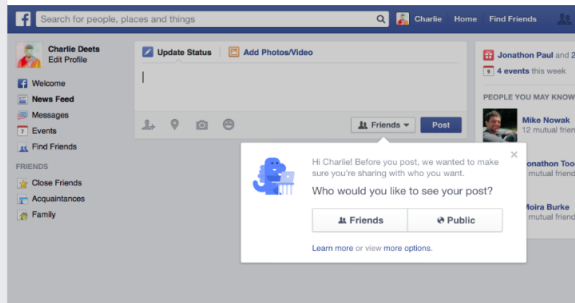 Search for people, places and things
Charlie Home Find Friends
Charlie Deets
Edit Profile
Welcome
News Feed
Messages
Events
Find Friends
FRIENDS
Close Friends
Acquaintances
Family
Update Status Add Photos/Video
Friends Post
Hi Charlie! Before you post, we wanted to make
sure you're sharing with who you want.
Who would you like to see your post?
Friends Public
Learn more or view more options.
Jonathon Paul and 2
4 events this week
PEOPLE YOU MAY KNOW
Mike Nowak
12 mutual frien
onathon Too
mutual friend
Moira Burke
mutual friend